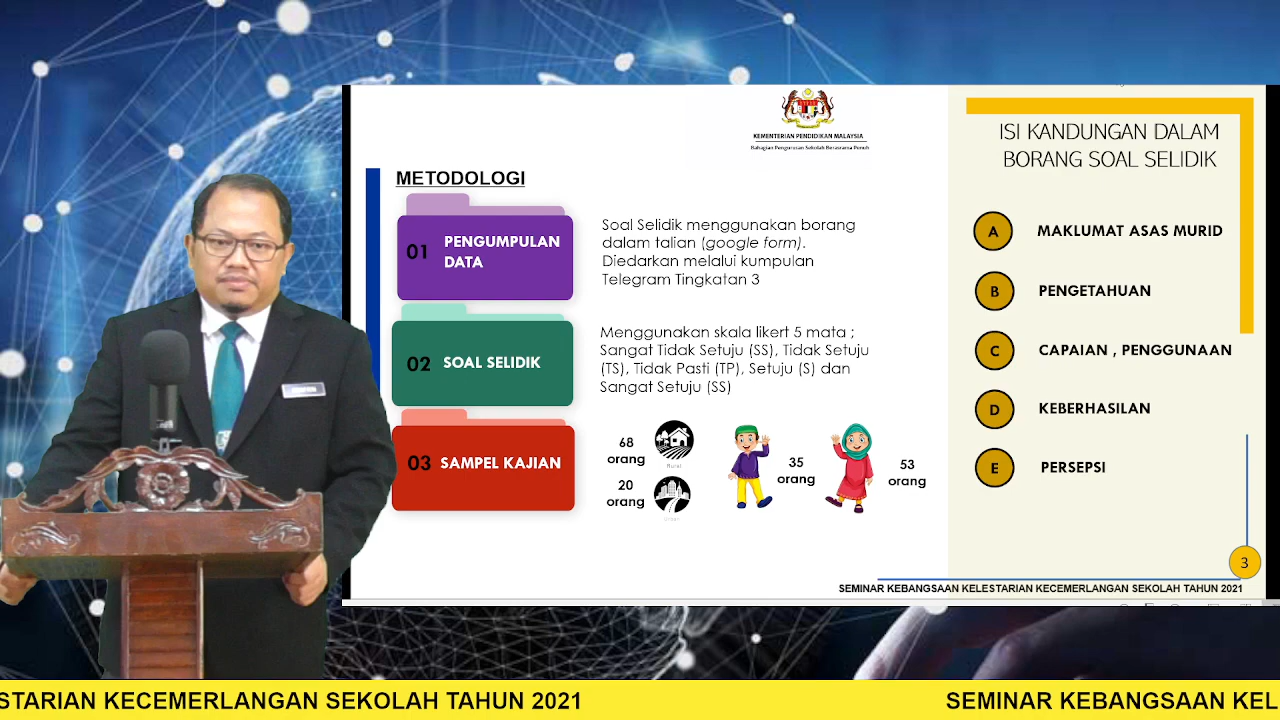 KEMENTERIAN PENDIDIKAN MALAYSIA
Bahagian Pengurusan Sekolah Berasrama Penuh
METODOLOGI
01
PENGUMPULAN
DATA
Soal Selidik menggunakan borang
dalam talian (google form).
Diedarkan melalui kumpulan
Telegram Tingkatan 3
02
SOAL SELIDIK
Menggunakan skala likert 5 mata ;
Sangat Tidak Setuju (SS), Tidak Setuju
(TS), Tidak Pasti (TP), Setuju (S) dan
Sangat Setuju (SS)
03
SAMPEL KAJIAN
68
orang
Rural
20
orang
Urban
35
orang
53
orang
ISI KANDUNGAN DALAM
BORANG SOAL SELIDIK
A
MAKLUMAT ASAS MURID
B
PENGETAHUAN
C
CAPAIAN , PENGGUNAAN
D
KEBERHASILAN
E
PERSEPSI
3
SEMINAR KEBANGSAAN KELESTARIAN KECEMERLANGAN SEKOLAH TAHUN 2021
STARIAN KECEMERLANGAN SEKOLAH TAHUN 2021
SEMINAR KEBANGSAAN KEL